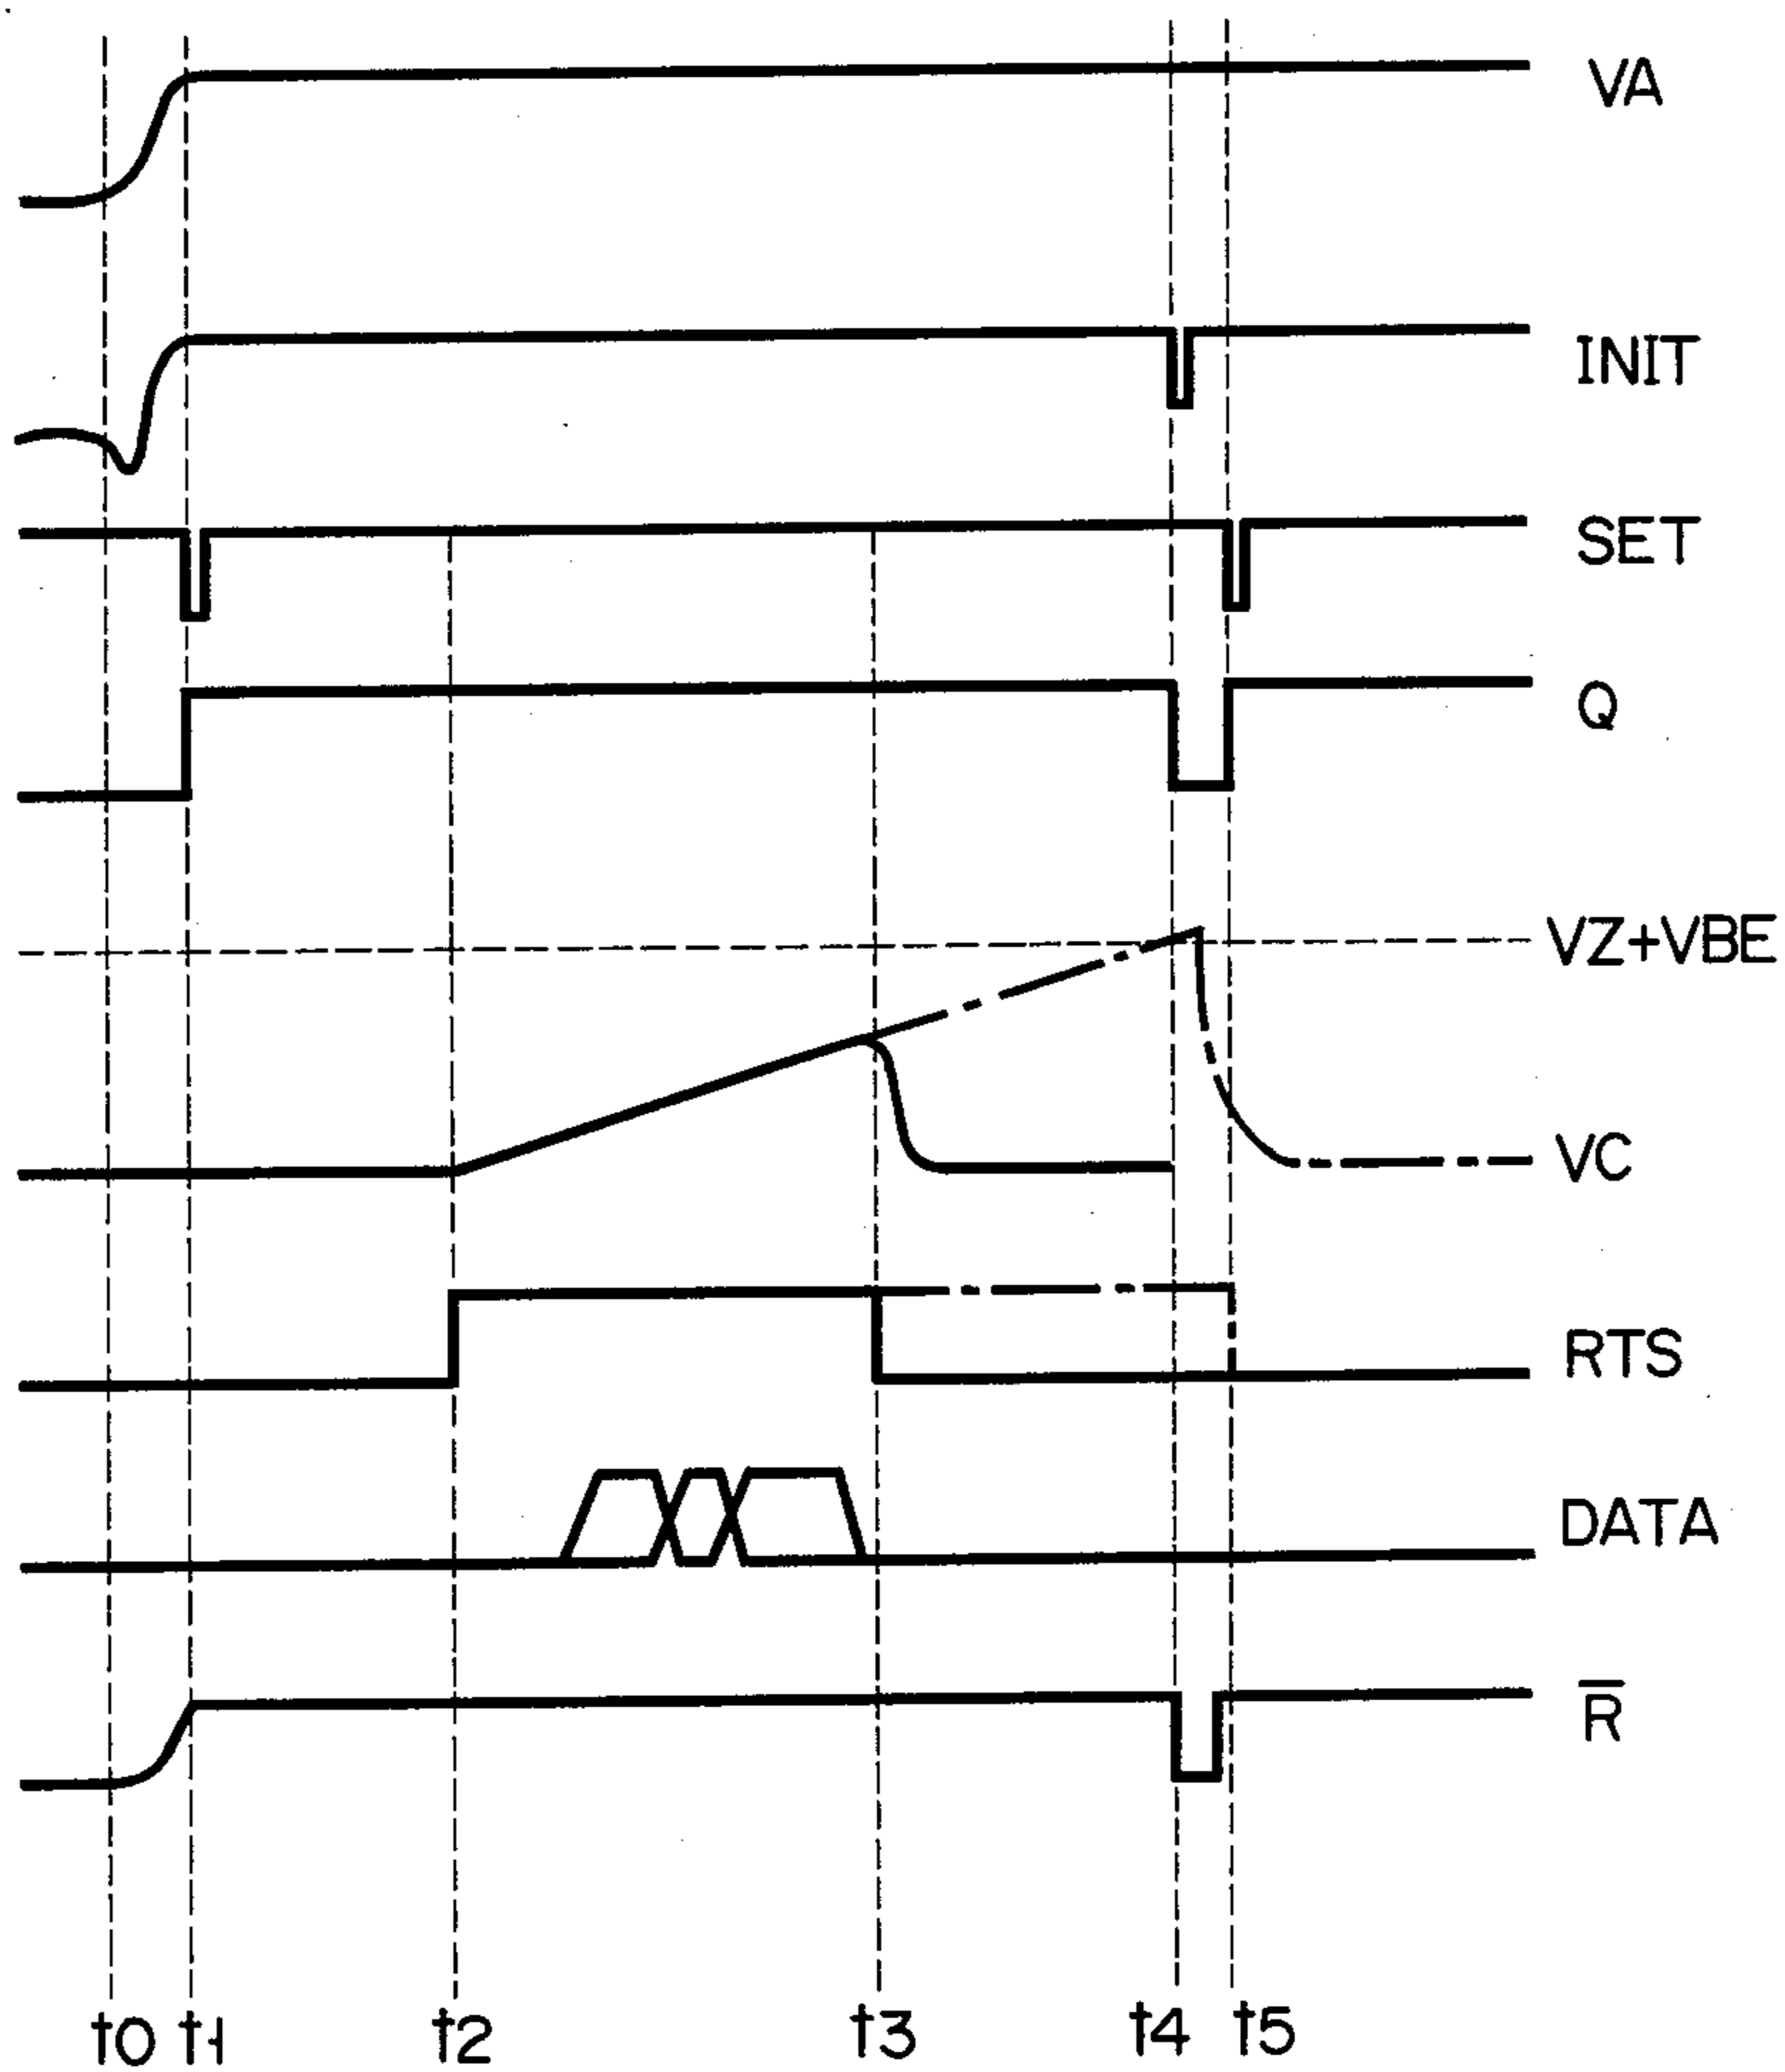 VA
INIT
SET
Q
VZ+VBE
VC
RTS
DATA
R̅
t0 t1 t2 t3 t4 t5